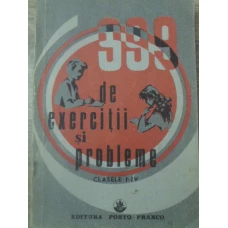 999
de
exerciții
și
probleme
CLASELE I-IV
EDITURA PORTO-FRANCO